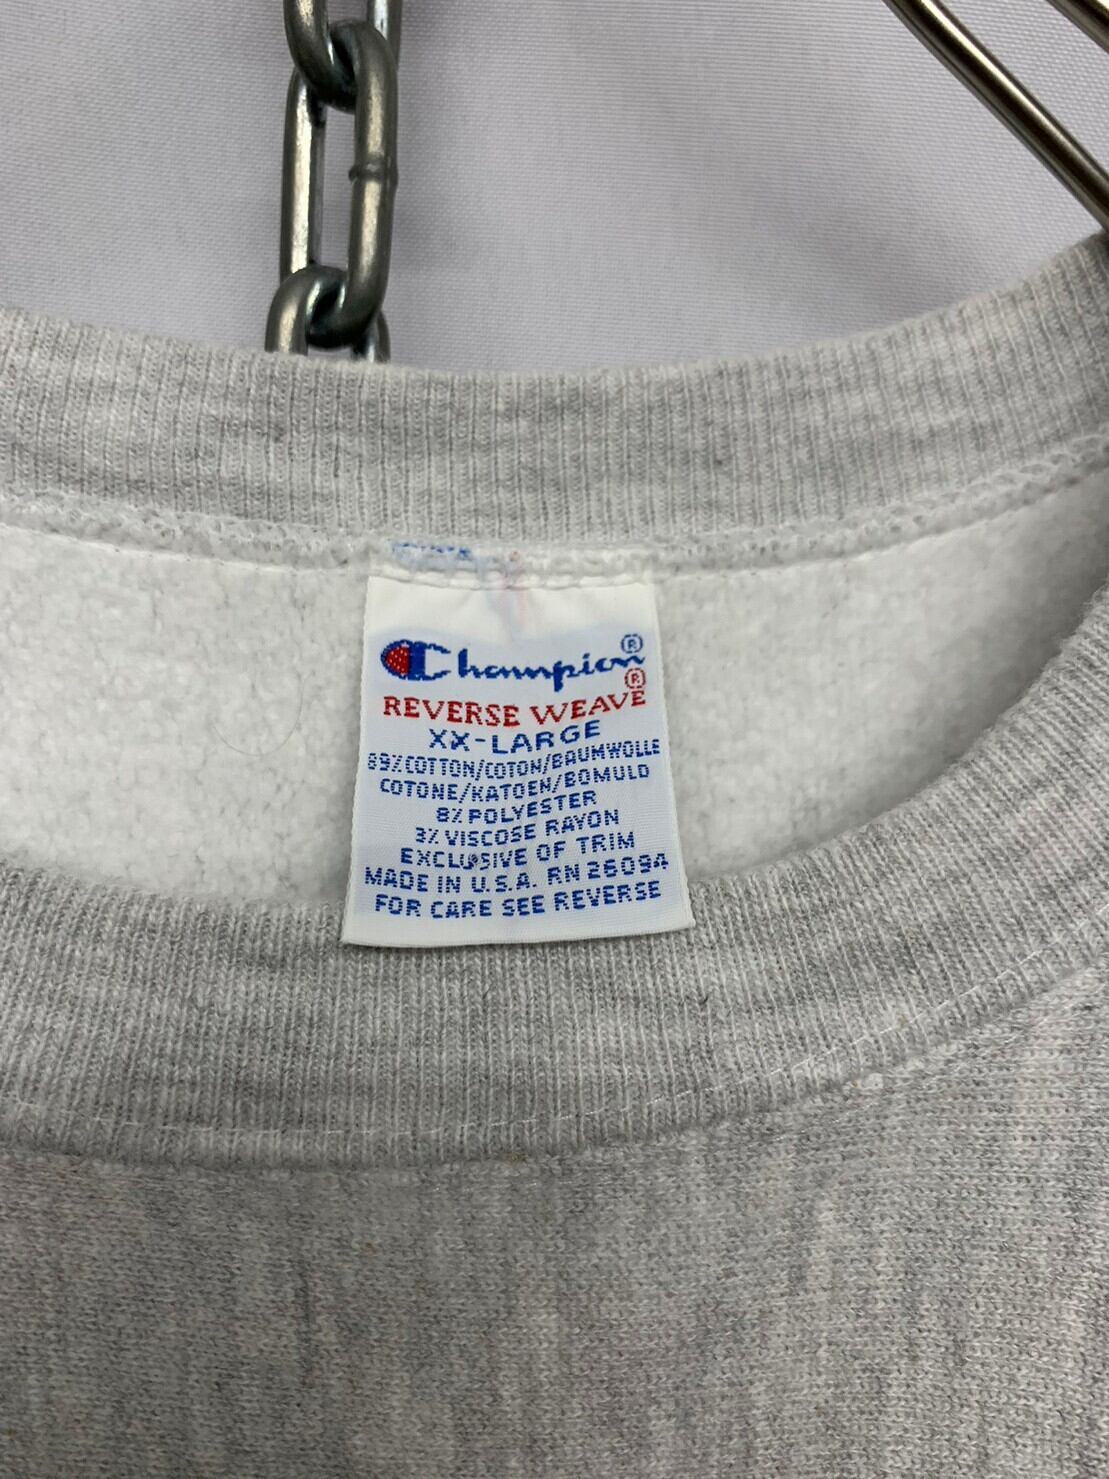 Champion®
REVERSE WEAVE®
XX-LARGE
89% COTTON/COTON/BAUMWOLLE
COTONE/KATOEN/BOMULD
8% POLYESTER
3% VISCOSE RAYON
EXCLUSIVE OF TRIM
MADE IN U.S.A. RN 26094
FOR CARE SEE REVERSE